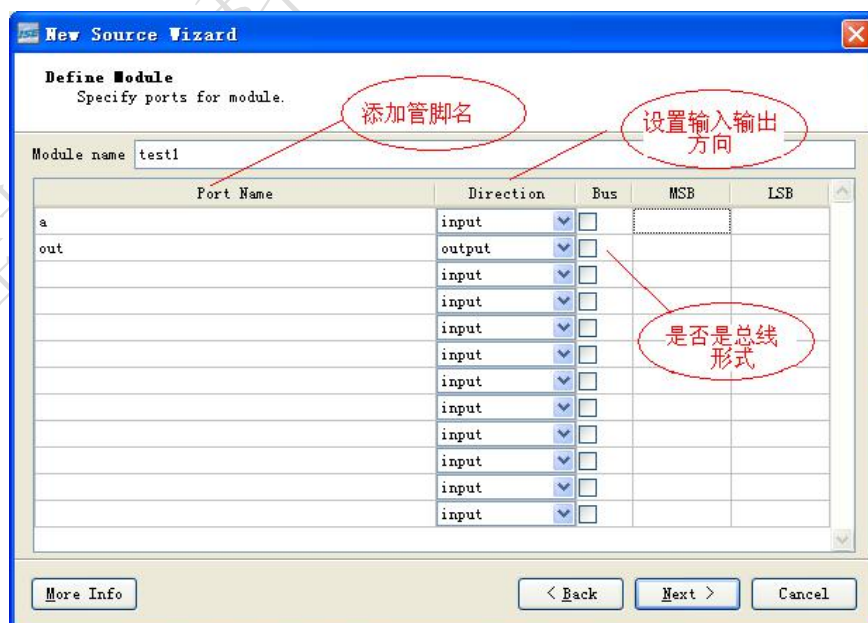 ISE New Source Wizard
Define Module
Specify ports for module.
添加管脚名
设置输入输出
方向
Module name test1
Port Name Direction Bus MSB LSB
a input
out output
input
input
input
input
input
input
input
input
input
input
是否是总线
形式
More Info < Back Next > Cancel